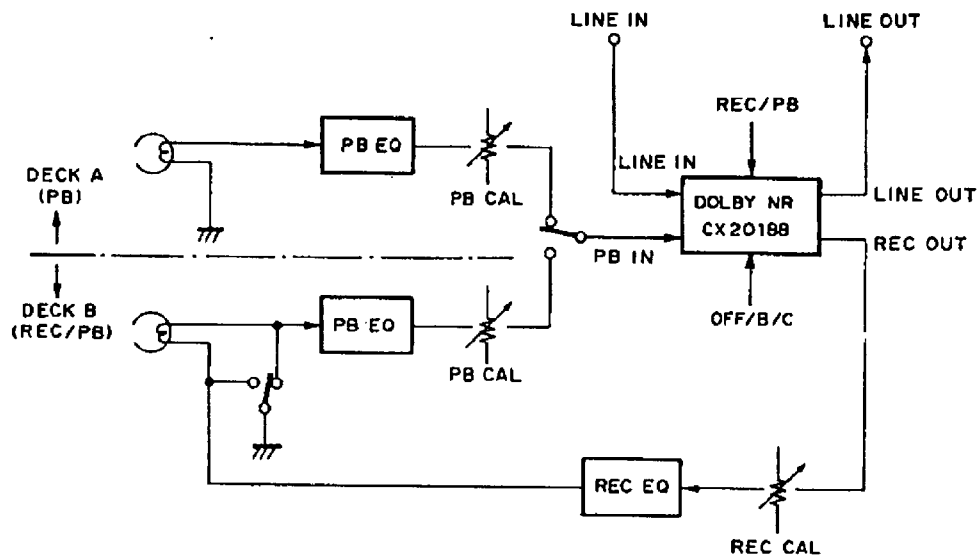 LINE IN
LINE OUT
REC/PB
PB EQ
LINE IN
DECK A
(PB)
PB CAL
DOLBY NR
CX20188
LINE OUT
PB IN
REC OUT
DECK B
(REC/PB)
PB EQ
OFF/B/C
PB CAL
REC EQ
REC CAL